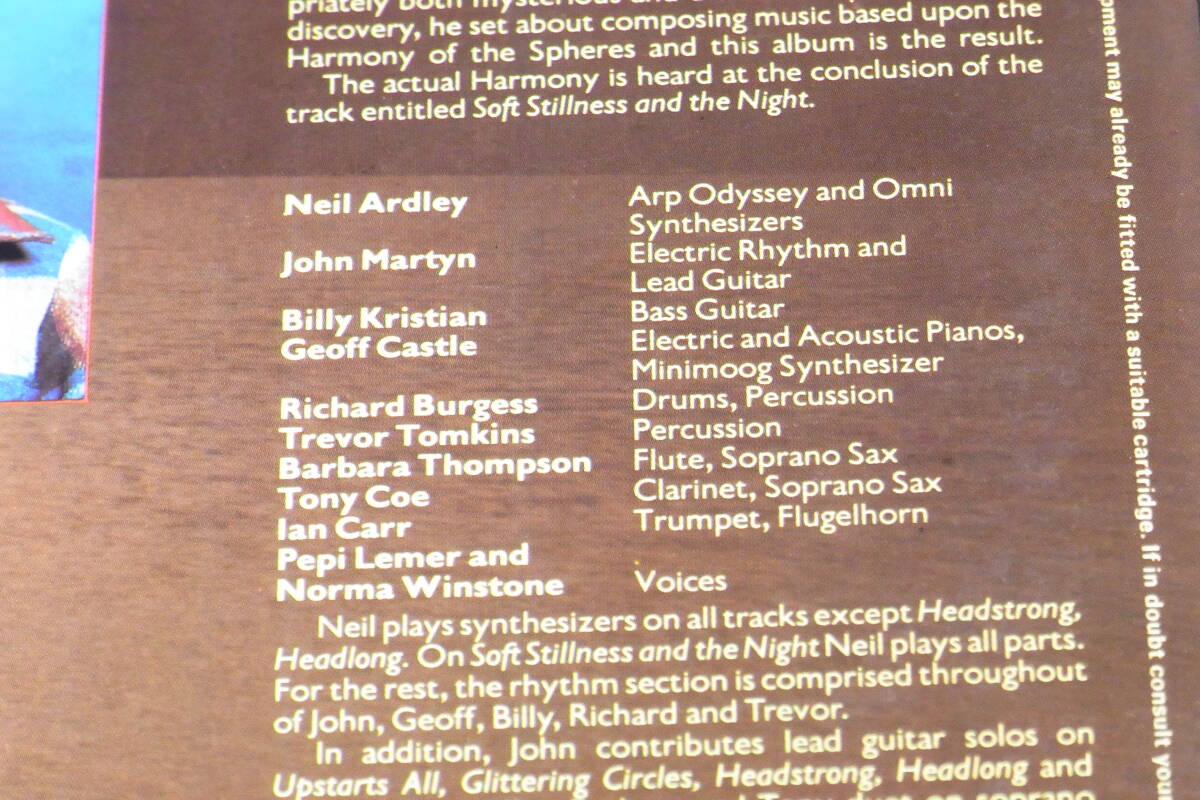 discovery, he set about composing music based upon the
Harmony of the Spheres and this album is the result.
The actual Harmony is heard at the conclusion of the
track entitled Soft Stillness and the Night.
Neil Ardley Arp Odyssey and Omni
Synthesizers
John Martyn Electric Rhythm and
Lead Guitar
Billy Kristian Bass Guitar
Geoff Castle Electric and Acoustic Pianos,
Minimoog Synthesizer
Richard Burgess Drums, Percussion
Trevor Tomkins Percussion
Barbara Thompson Flute, Soprano Sax
Tony Coe Clarinet, Soprano Sax
Ian Carr Trumpet, Flugelhorn
Pepi Lemer and
Norma Winstone Voices
Neil plays synthesizers on all tracks except Headstrong,
Headlong. On Soft Stillness and the Night Neil plays all parts.
For the rest, the rhythm section is comprised throughout
of John, Geoff, Billy, Richard and Trevor.
In addition, John contributes lead guitar solos on
Upstarts All, Glittering Circles, Headstrong, Headlong and
may already be fitted with a suitable cartridge. If in doubt consult your